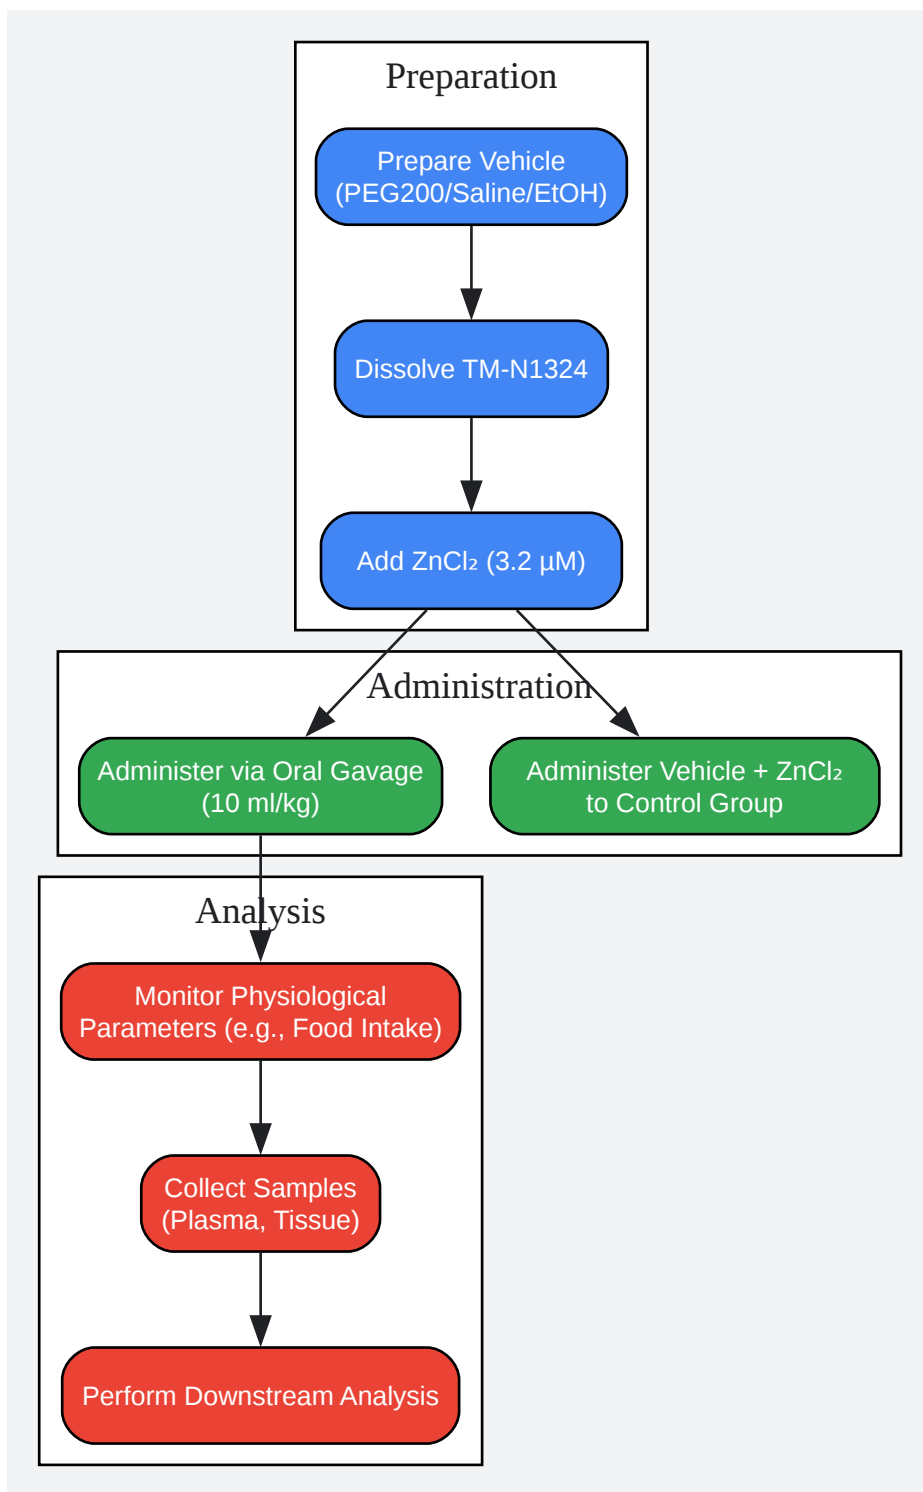 Preparation
Prepare Vehicle
(PEG200/Saline/EtOH)
Dissolve TM-N1324
Add ZnCl₂ (3.2 µM)
Administration
Administer via Oral Gavage
(10 ml/kg)
Administer Vehicle + ZnCl₂
to Control Group
Analysis
Monitor Physiological
Parameters (e.g., Food Intake)
Collect Samples
(Plasma, Tissue)
Perform Downstream Analysis